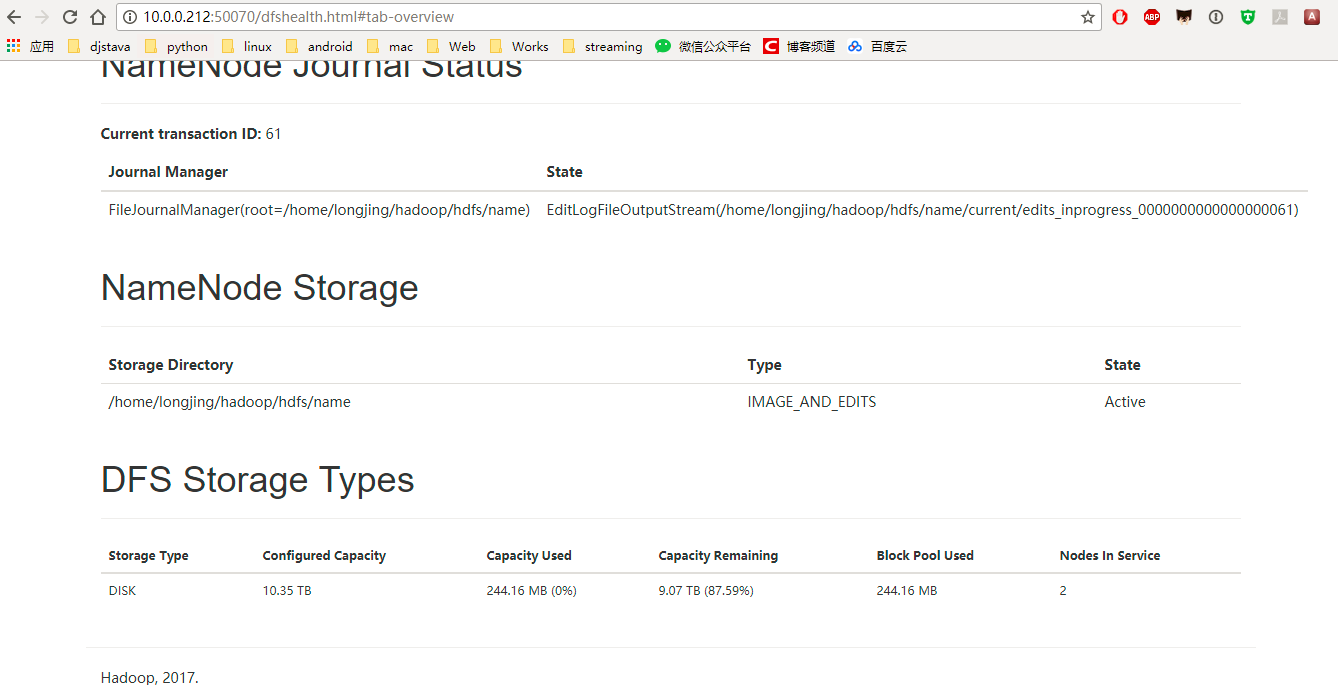 10.0.0.212:50070/dfshealth.html#tab-overview
ABP T A
应用 djstava python linux android mac Web Works streaming 微信公众平台 C 博客频道 百度云
NameNode Journal Status
Current transaction ID: 61
Journal Manager State
FileJournalManager(root=/home/longjing/hadoop/hdfs/name) EditLogFileOutputStream(/home/longjing/hadoop/hdfs/name/current/edits_inprogress_0000000000000000061)
NameNode Storage
Storage Directory Type State
/home/longjing/hadoop/hdfs/name IMAGE_AND_EDITS Active
DFS Storage Types
Storage Type Configured Capacity Capacity Used Capacity Remaining Block Pool Used Nodes In Service
DISK 10.35 TB 244.16 MB (0%) 9.07 TB (87.59%) 244.16 MB 2
Hadoop, 2017.